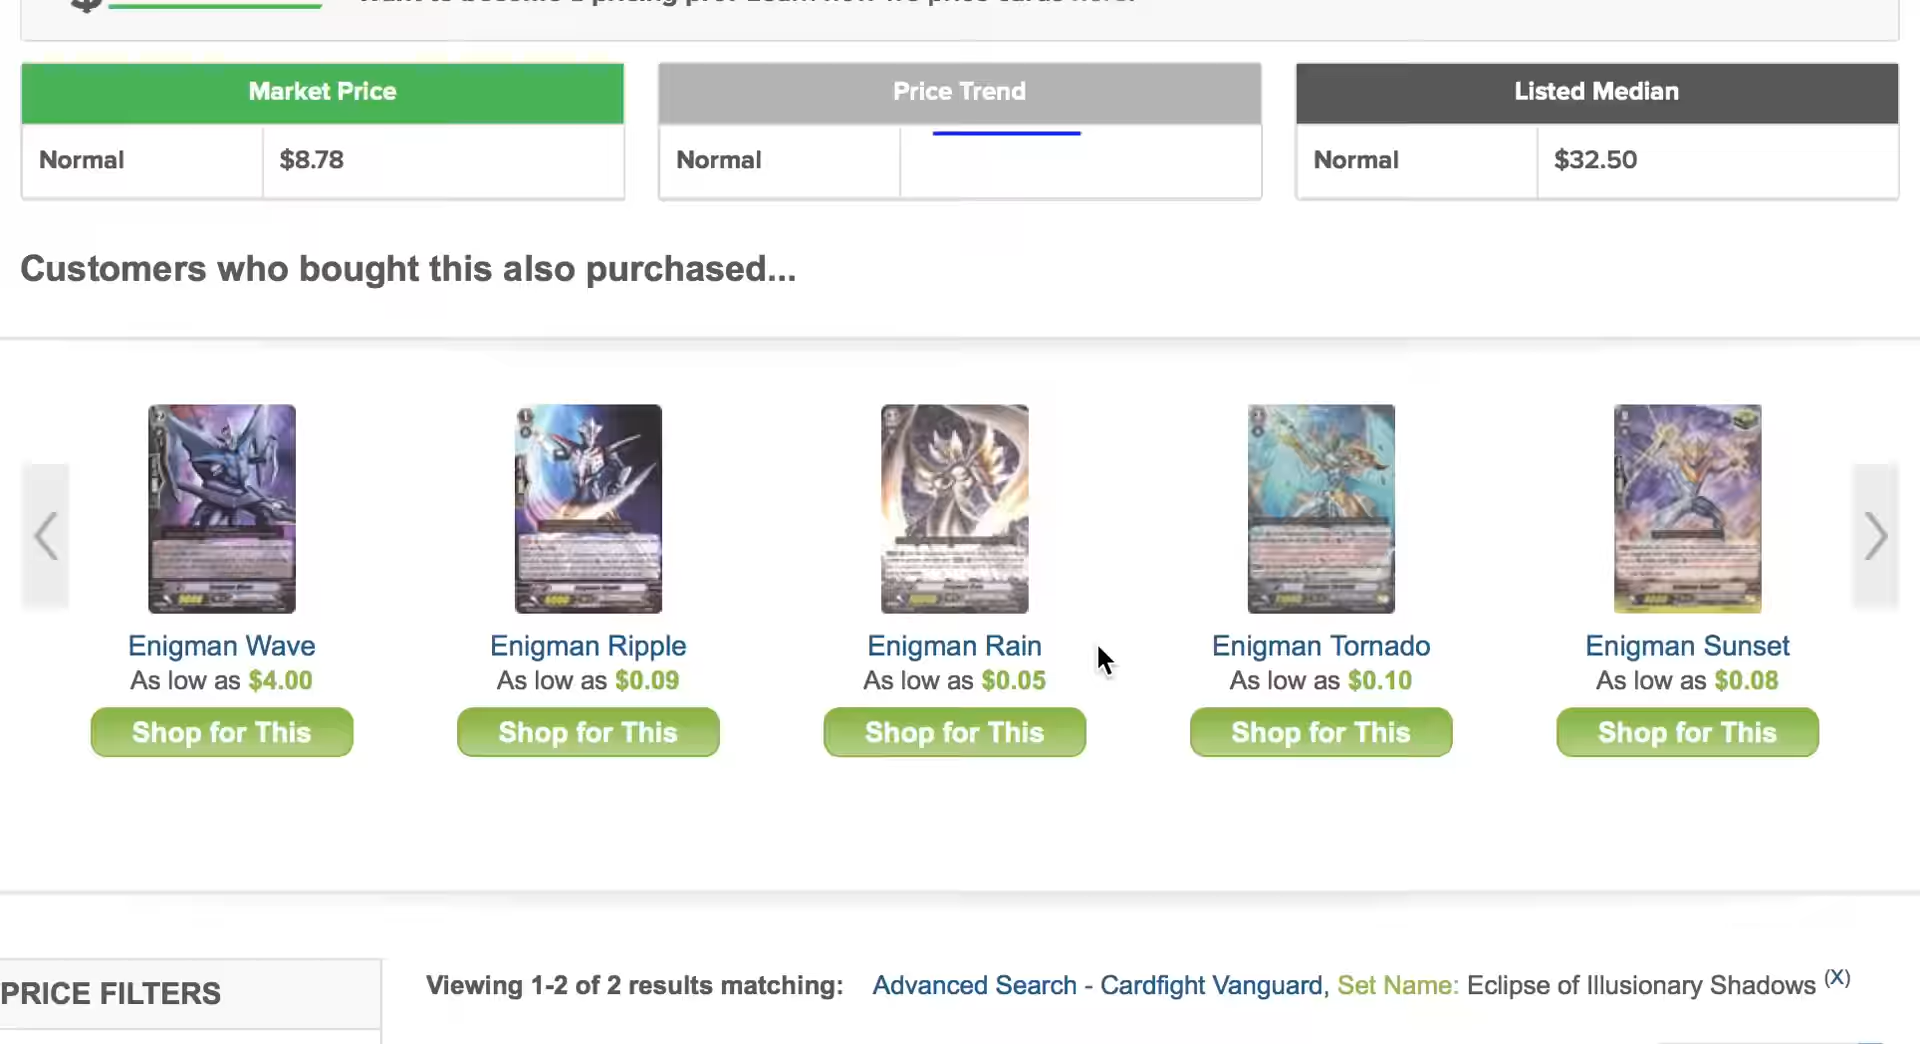 Market Price
Normal $8.78
Price Trend
Normal
Listed Median
Normal $32.50
Customers who bought this also purchased...
Enigman Wave
As low as $4.00
Shop for This
Enigman Ripple
As low as $0.09
Shop for This
Enigman Rain
As low as $0.05
Shop for This
Enigman Tornado
As low as $0.10
Shop for This
Enigman Sunset
As low as $0.08
Shop for This
PRICE FILTERS
Viewing 1-2 of 2 results matching: Advanced Search - Cardfight Vanguard, Set Name: Eclipse of Illusionary Shadows (X)